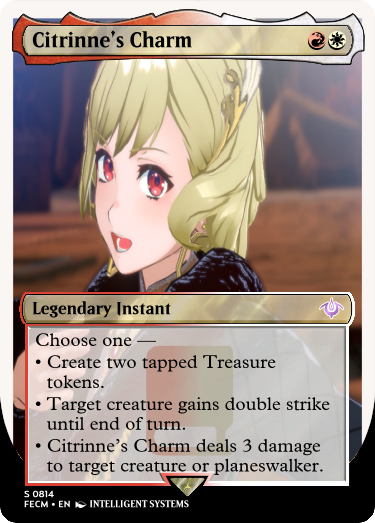 Citrinne's Charm
Legendary Instant
Choose one —
• Create two tapped Treasure
tokens.
• Target creature gains double strike
until end of turn.
• Citrinne's Charm deals 3 damage
to target creature or planeswalker.
S 0814
FECM • EN INTELLIGENT SYSTEMS